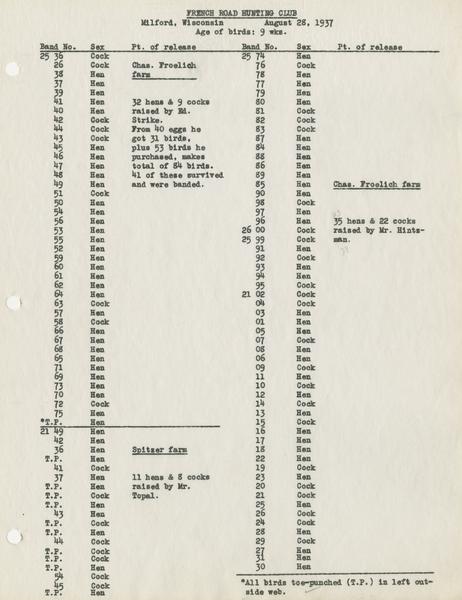 FRENCH ROAD HUNTING CLUB
Milford, Wisconsin August 28, 1937
Age of birds: 9 wks.
Band No. Sex Pt. of release
25 36 Cock
26 Cock Chas. Froelich
38 Hen farm
37 Hen
39 Hen
41 Hen 32 hens & 9 cocks
40 Hen raised by Ed.
42 Cock Strike.
44 Cock From 40 eggs he
43 Cock got 31 birds,
45 Hen plus 53 birds he
46 Hen purchased, makes
47 Hen total of 84 birds.
48 Hen 41 of these survived
49 Hen and were banded.
51 Cock
50 Hen
54 Hen
56 Hen
53 Hen
55 Hen
52 Hen
59 Hen
60 Hen
61 Hen
62 Hen
64 Hen
63 Cock
57 Hen
58 Cock
66 Hen
67 Hen
68 Hen
65 Hen
71 Hen
69 Hen
73 Hen
70 Hen
72 Cock
75 Hen
*T.P. Hen
21 49 Hen
42 Hen
36 Hen Spitzer farm
T.P. Hen
41 Cock
37 Hen 11 hens & 8 cocks
T.P. Hen raised by Mr.
T.P. Cock Topal.
T.P. Hen
43 Hen
T.P. Cock
T.P. Cock
44 Cock
T.P. Cock
T.P. Hen
T.P. Hen
54 Cock
45 Cock
T.P. Hen
Band No. Sex Pt. of release
25 74 Hen
76 Cock
78 Hen
77 Hen
79 Hen
80 Hen
81 Cock
82 Cock
83 Cock
87 Hen
84 Hen
88 Hen
86 Hen
89 Hen
85 Hen Chas. Froelich farm
90 Hen
98 Cock
97 Hen
96 Hen 35 hens & 22 cocks
26 00 Cock raised by Mr. Hintz-
25 99 Cock man.
91 Hen
92 Cock
93 Hen
94 Hen
95 Cock
21 02 Cock
04 Cock
03 Hen
01 Hen
05 Hen
07 Cock
08 Hen
06 Hen
09 Cock
11 Hen
10 Cock
12 Hen
14 Cock
13 Hen
15 Cock
16 Hen
17 Hen
18 Hen
22 Hen
19 Cock
23 Hen
20 Cock
21 Cock
25 Hen
26 Cock
24 Cock
28 Hen
29 Cock
27 Hen
31 Hen
30 Hen
*All birds toe-punched (T.P.) in left out-
side web.